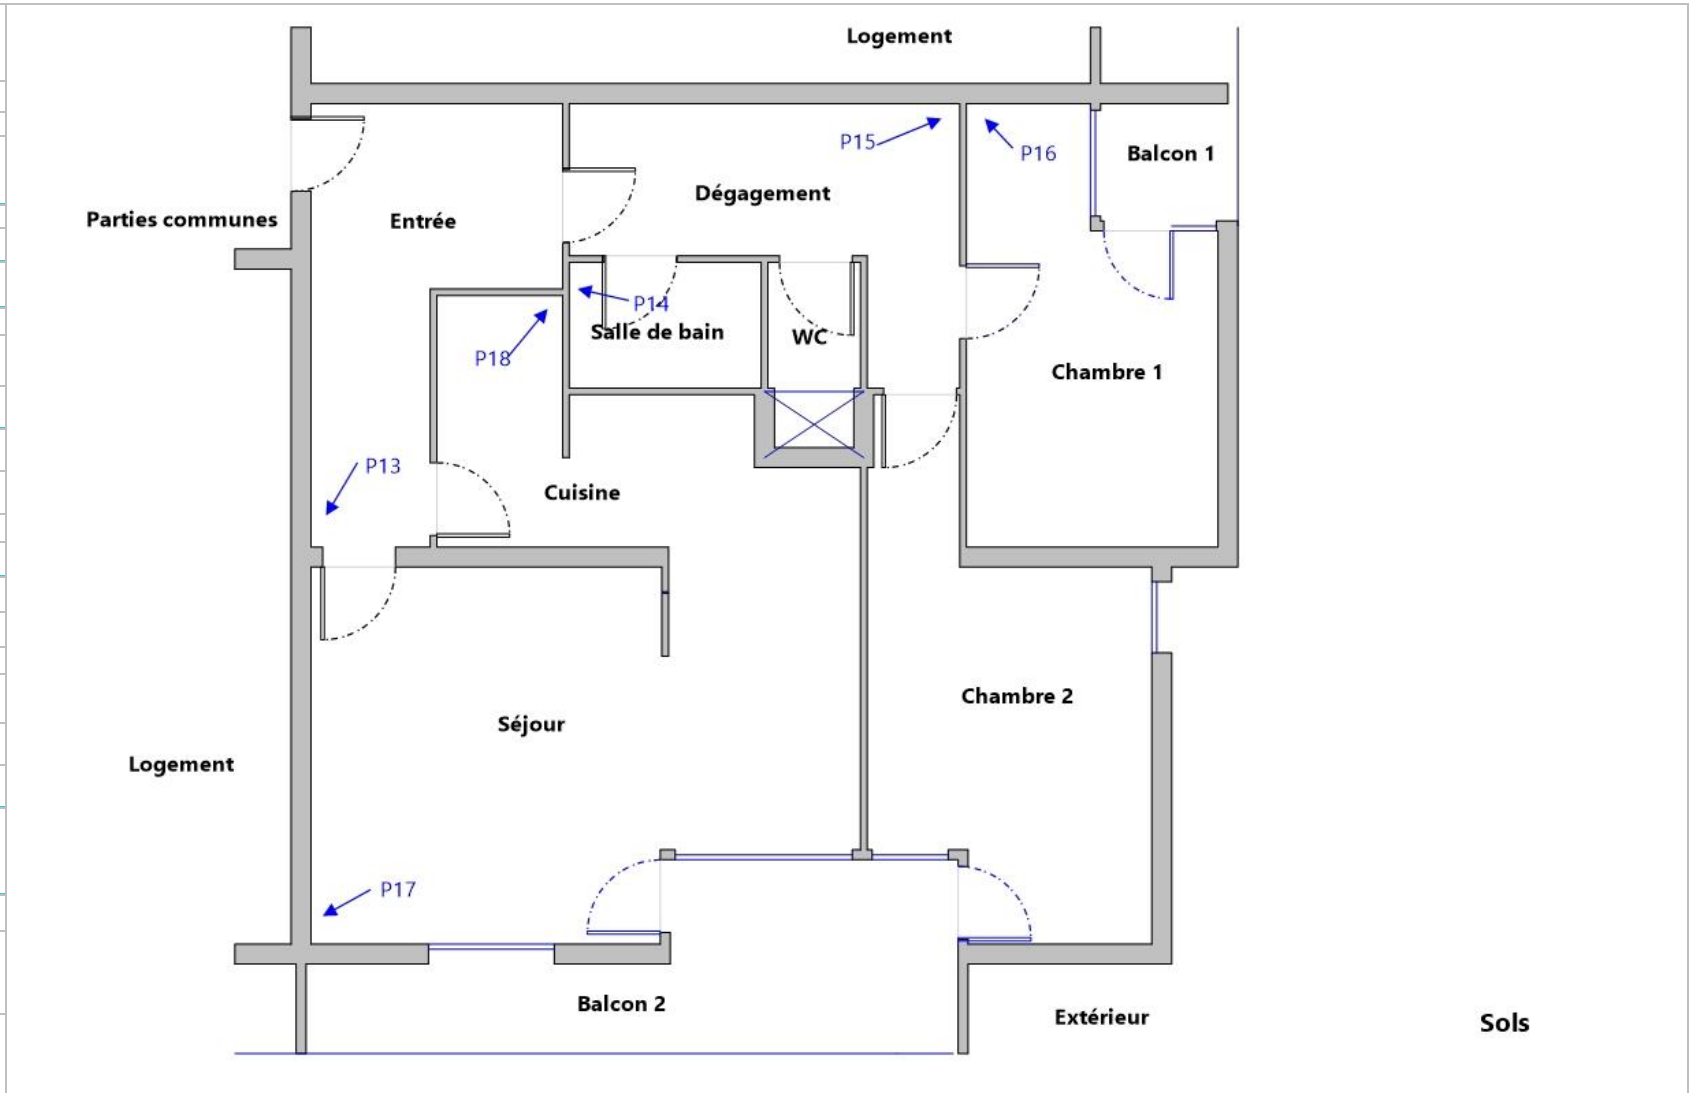 Logement
P15
P16
Balcon 1
Dégagement
Parties communes
Entrée
P14
Salle de bain
WC
P18
Chambre 1
P13
Cuisine
Chambre 2
Séjour
Logement
P17
Balcon 2
Extérieur
Sols